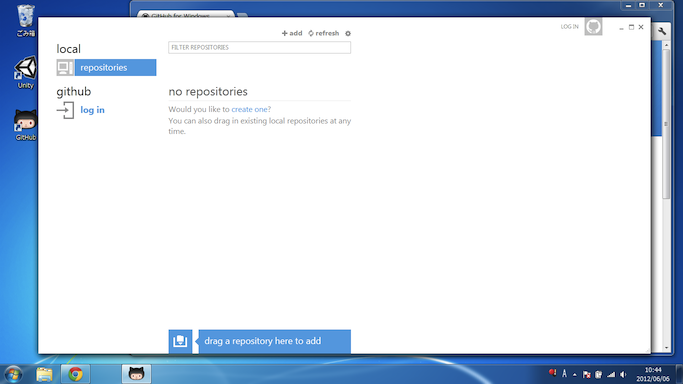 ごみ箱
Unity
GitHub
GitHub for Windows
LOG IN
add refresh
FILTER REPOSITORIES
local
repositories
github
log in
no repositories
Would you like to create one?
You can also drag in existing local repositories at any
time.
drag a repository here to add
A
10:44
2012/06/06